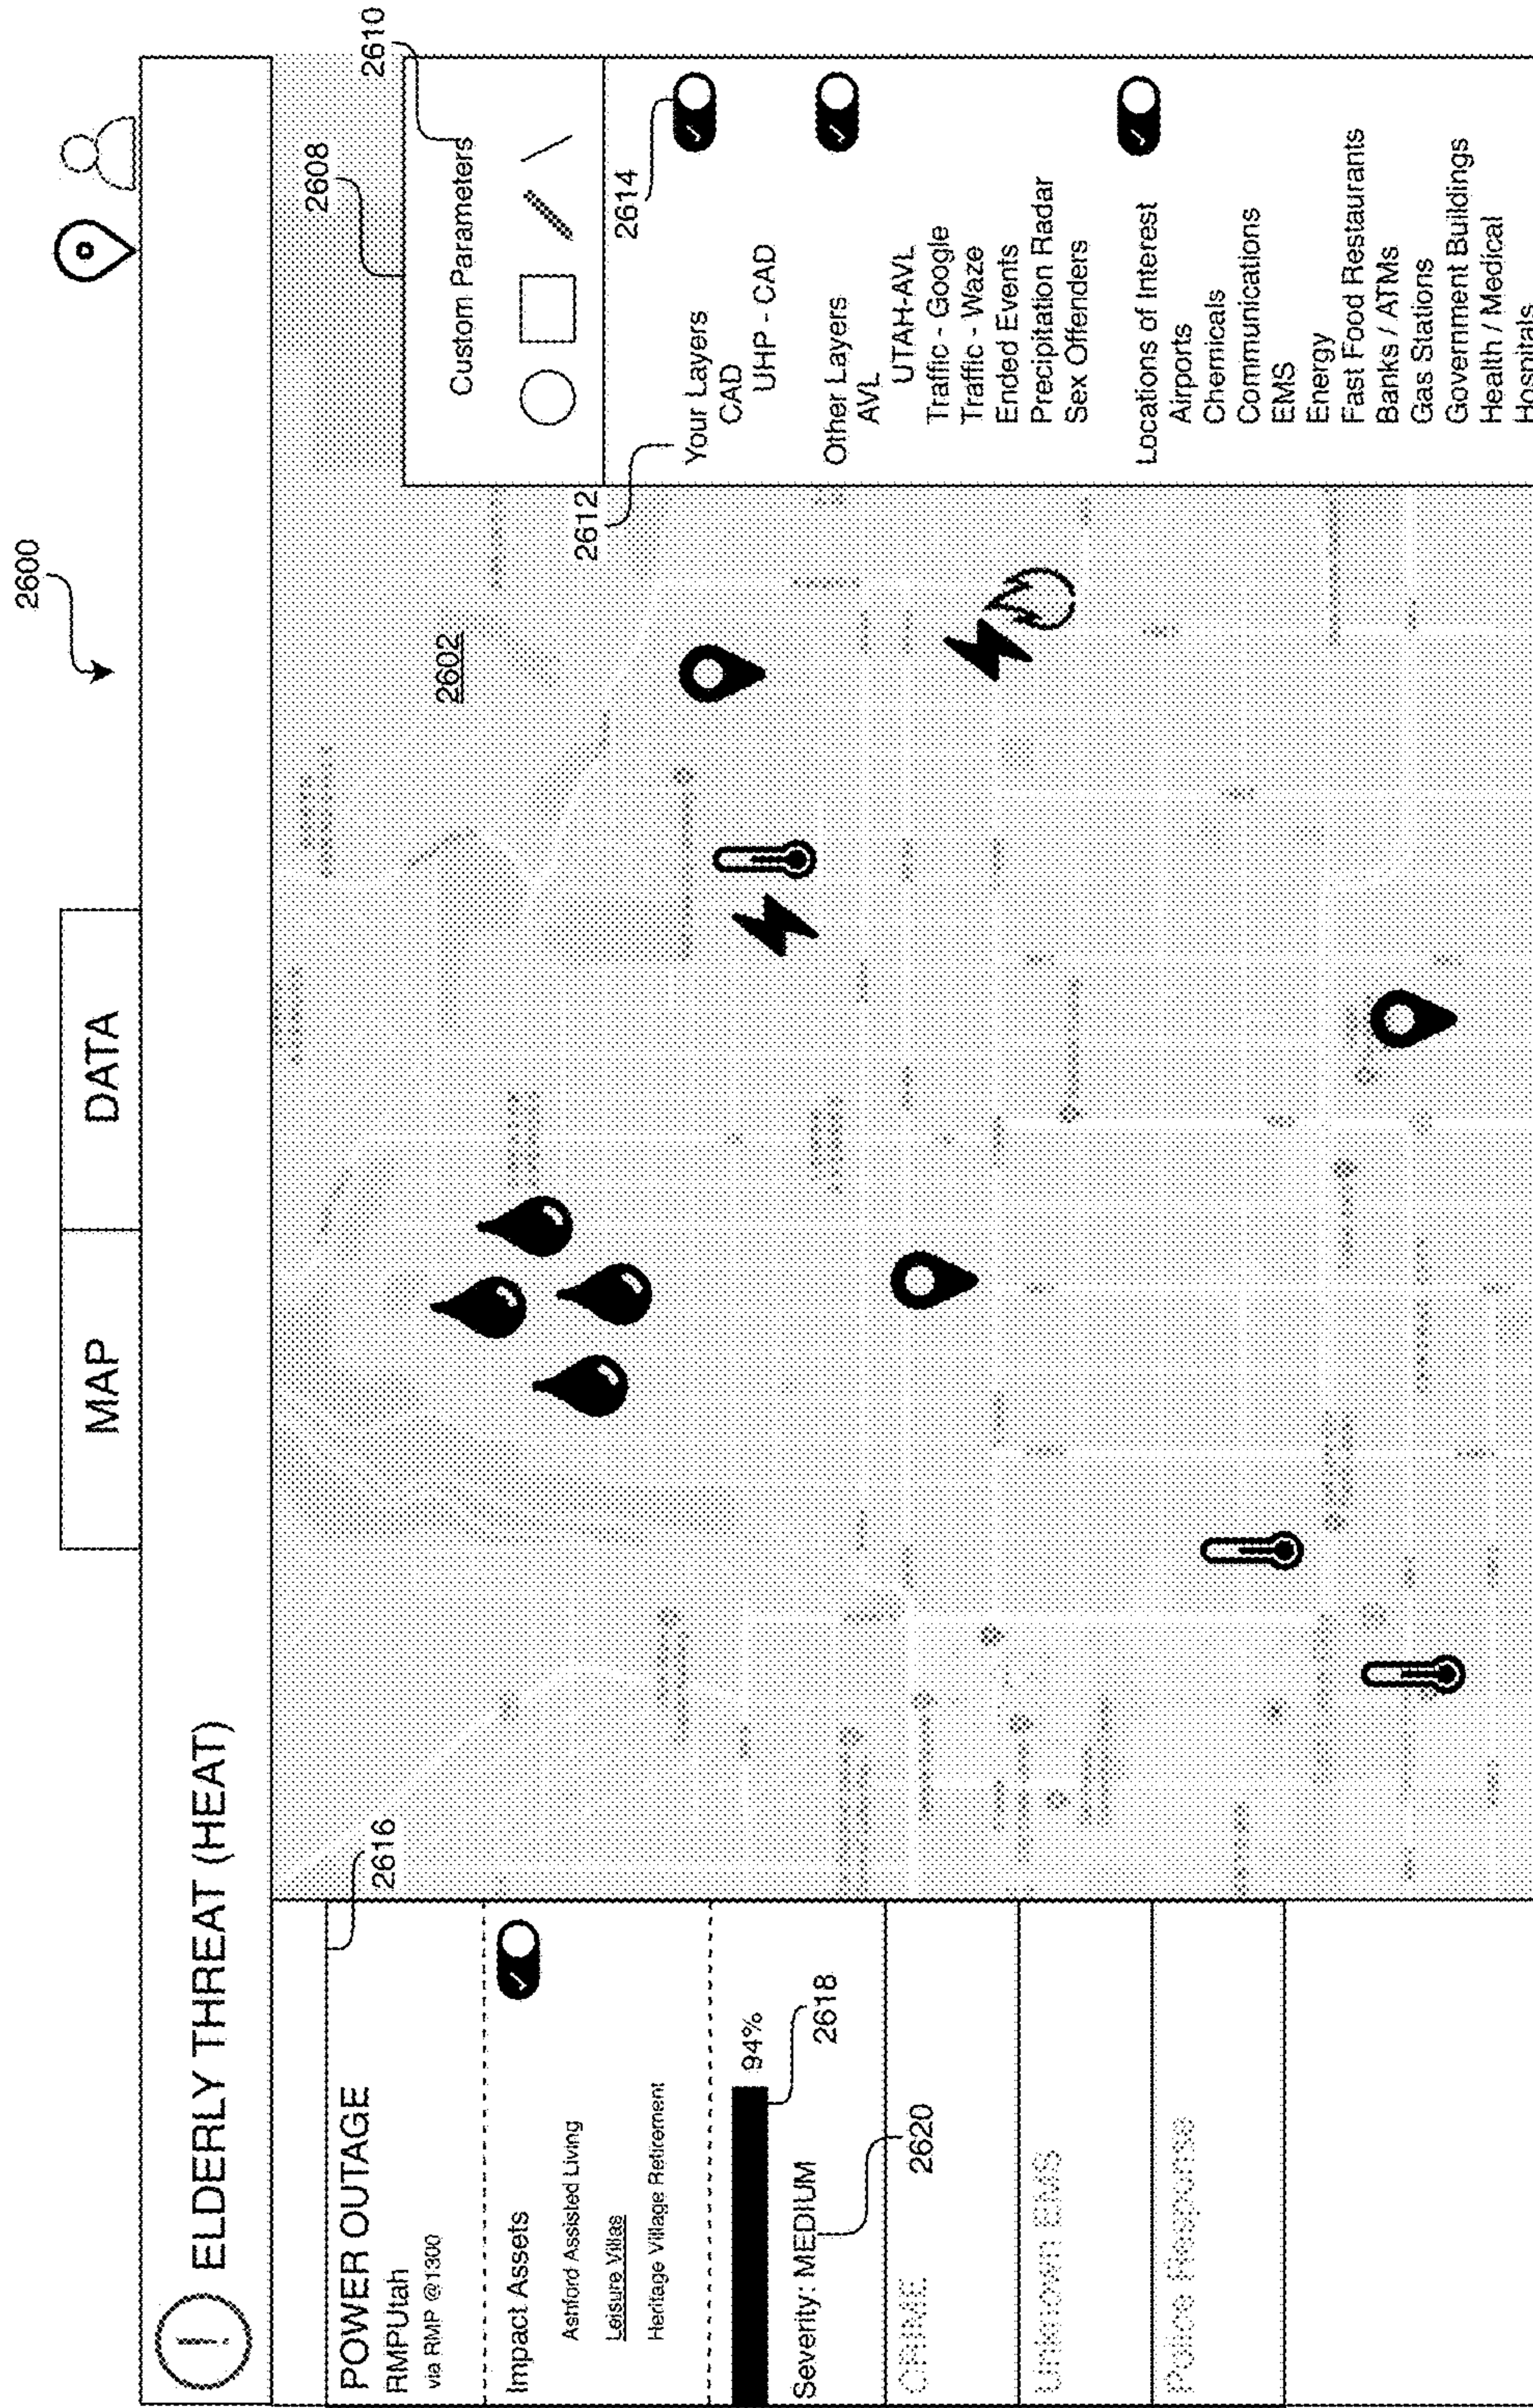 2600
MAP
DATA
ELDERLY THREAT (HEAT)
2616
POWER OUTAGE
RMPUtah
via RMP @1300
Impact Assets
Ashford Assisted Living
Leisure Villas
Heritage Village Retirement
94%
2618
Severity: MEDIUM
2620
CRIME
Unknown EMS
Police Response
2602
2608
2610
Custom Parameters
2612
2614
Your Layers
CAD
UHP - CAD
Other Layers
AVL
UTAH-AVL
Traffic - Google
Traffic - Waze
Ended Events
Precipitation Radar
Sex Offenders
Locations of Interest
Airports
Chemicals
Communications
EMS
Energy
Fast Food Restaurants
Banks / ATMs
Gas Stations
Government Buildings
Health / Medical
Hospitals